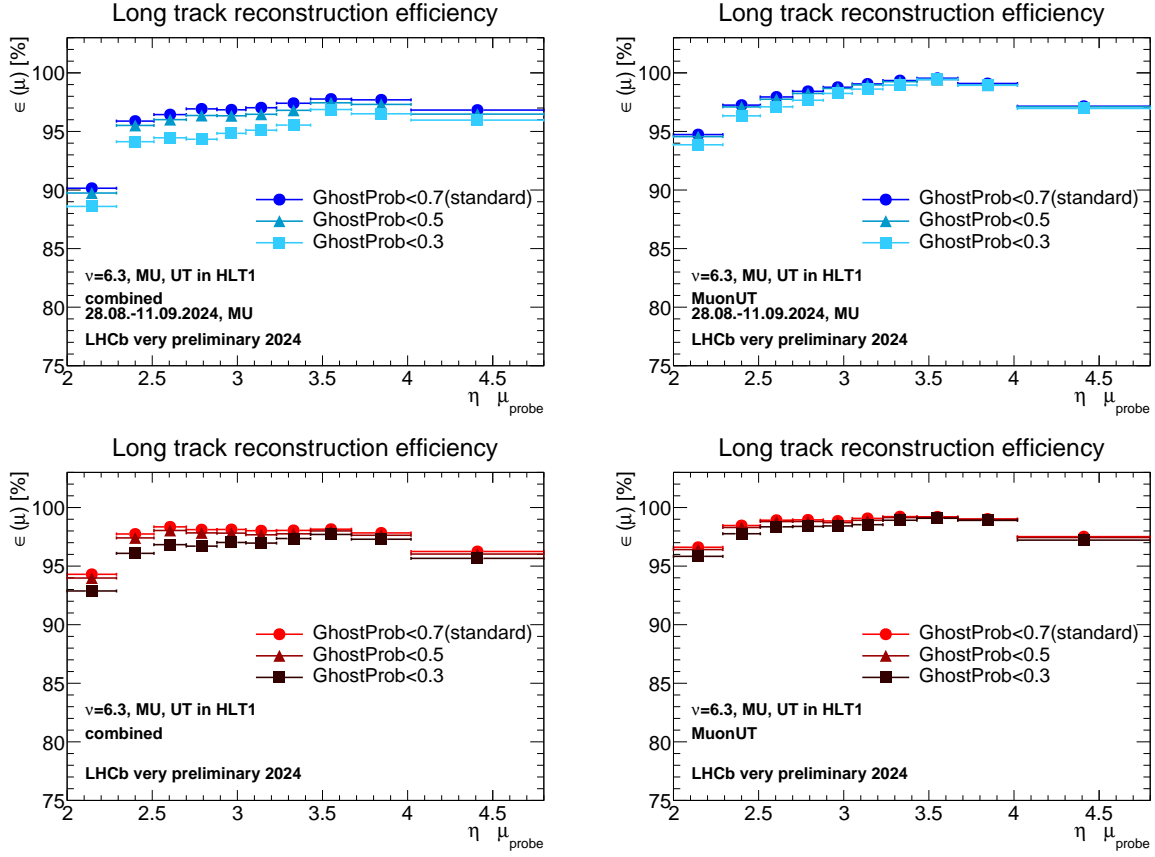 Long track reconstruction efficiency
ϵ (μ) [%]
100
95
90
85
80
75
GhostProb<0.7(standard)
GhostProb<0.5
GhostProb<0.3
ν=6.3, MU, UT in HLT1
combined
28.08.-11.09.2024, MU
LHCb very preliminary 2024
2 2.5 3 3.5 4 4.5
η μprobe
Long track reconstruction efficiency
ϵ (μ) [%]
100
95
90
85
80
75
GhostProb<0.7(standard)
GhostProb<0.5
GhostProb<0.3
ν=6.3, MU, UT in HLT1
MuonUT
28.08.-11.09.2024, MU
LHCb very preliminary 2024
2 2.5 3 3.5 4 4.5
η μprobe
Long track reconstruction efficiency
ϵ (μ) [%]
100
95
90
85
80
75
GhostProb<0.7(standard)
GhostProb<0.5
GhostProb<0.3
ν=6.3, MU, UT in HLT1
combined
LHCb very preliminary 2024
2 2.5 3 3.5 4 4.5
η μprobe
Long track reconstruction efficiency
ϵ (μ) [%]
100
95
90
85
80
75
GhostProb<0.7(standard)
GhostProb<0.5
GhostProb<0.3
ν=6.3, MU, UT in HLT1
MuonUT
LHCb very preliminary 2024
2 2.5 3 3.5 4 4.5
η μprobe